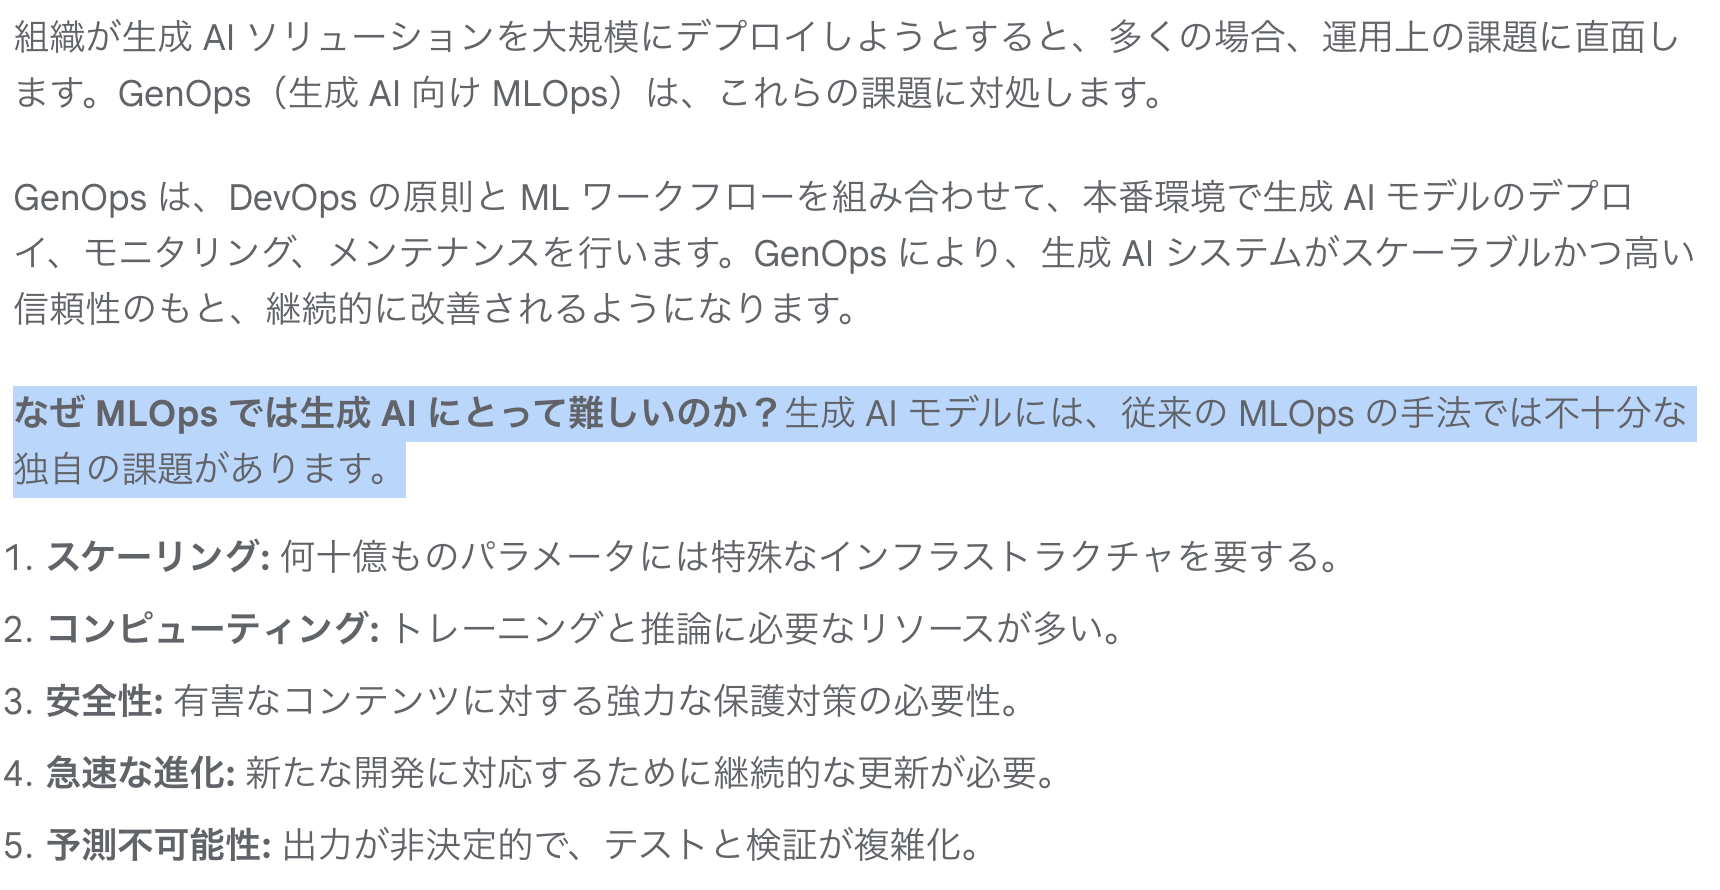 組織が生成 AI ソリューションを大規模にデプロイしようとすると、多くの場合、運用上の課題に直面し
ます。GenOps（生成 AI 向け MLOps）は、これらの課題に対処します。
GenOps は、DevOps の原則と ML ワークフローを組み合わせて、本番環境で生成 AI モデルのデプロ
イ、モニタリング、メンテナンスを行います。GenOps により、生成 AI システムがスケーラブルかつ高い
信頼性のもと、継続的に改善されるようになります。
なぜ MLOps では生成 AI にとって難しいのか？生成 AI モデルには、従来の MLOps の手法では不十分な
独自の課題があります。
1. スケーリング: 何十億ものパラメータには特殊なインフラストラクチャを要する。
2. コンピューティング: トレーニングと推論に必要なリソースが多い。
3. 安全性: 有害なコンテンツに対する強力な保護対策の必要性。
4. 急速な進化: 新たな開発に対応するために継続的な更新が必要。
5. 予測不可能性: 出力が非決定的で、テストと検証が複雑化。